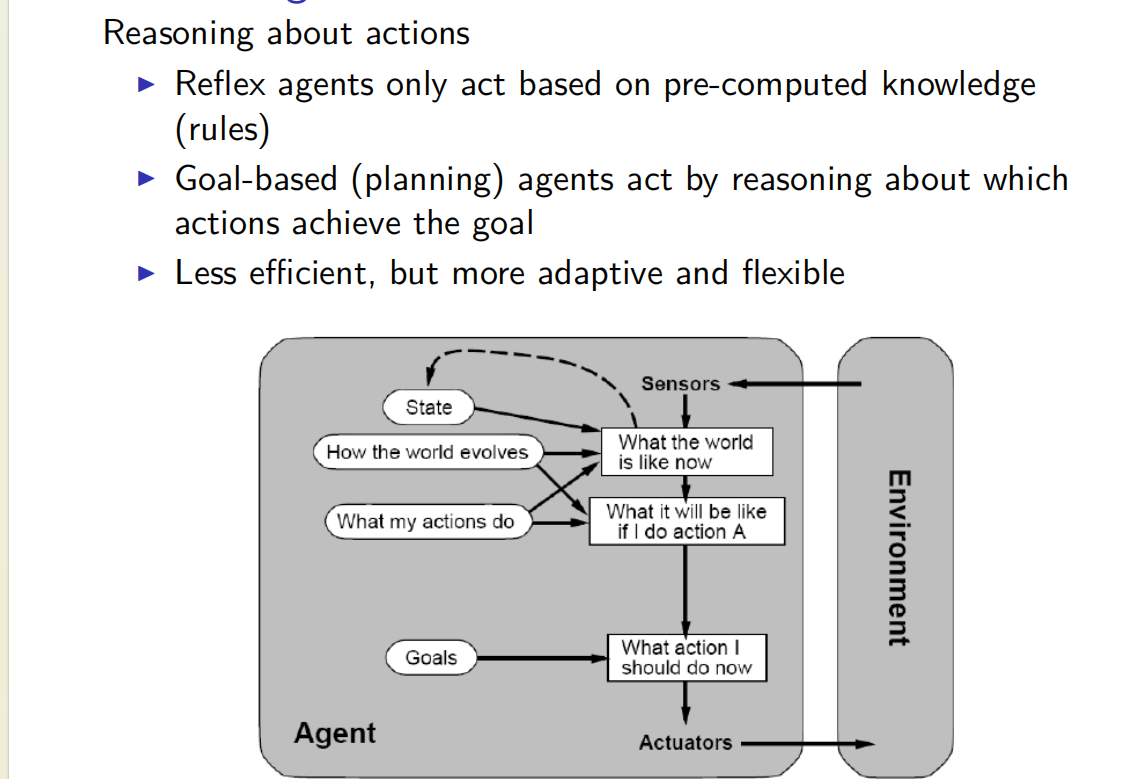 Reasoning about actions
▶ Reflex agents only act based on pre-computed knowledge
(rules)
▶ Goal-based (planning) agents act by reasoning about which
actions achieve the goal
▶ Less efficient, but more adaptive and flexible
Sensors
State
What the world
is like now
How the world evolves
What it will be like
if I do action A
What my actions do
What action I
should do now
Goals
Agent
Actuators
Environment